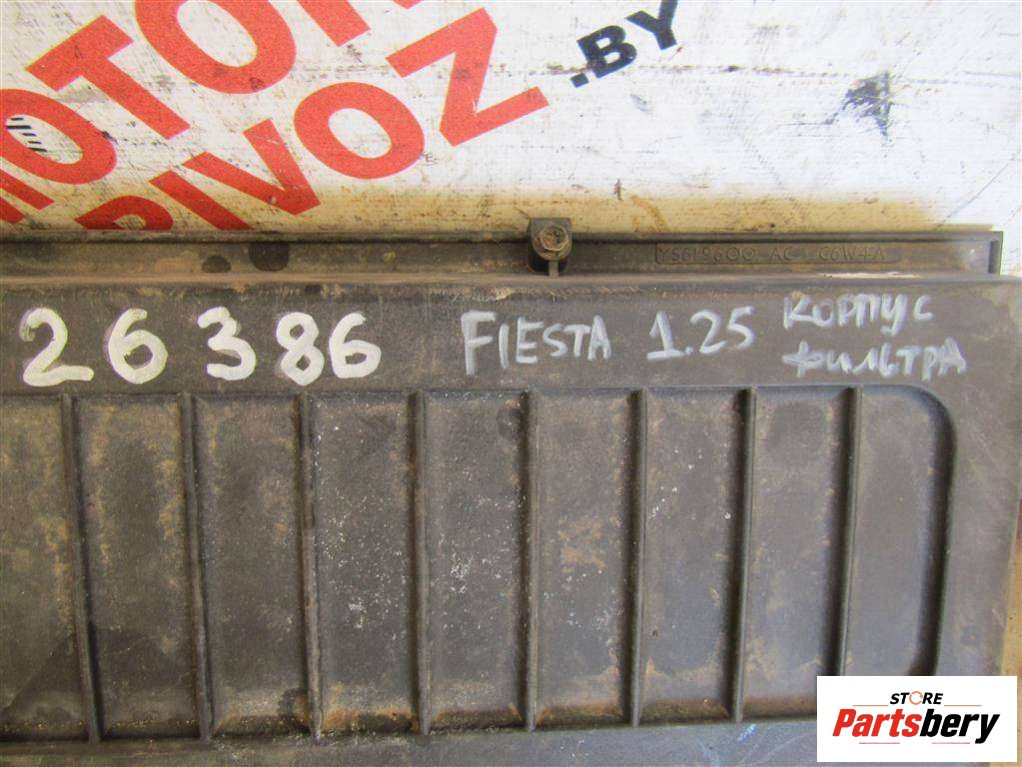 MOTOR
PRIVOZ
.BY
26386 FIESTA 1.25 КОРПУС
фИЛЬТРА
STORE
Partsbery